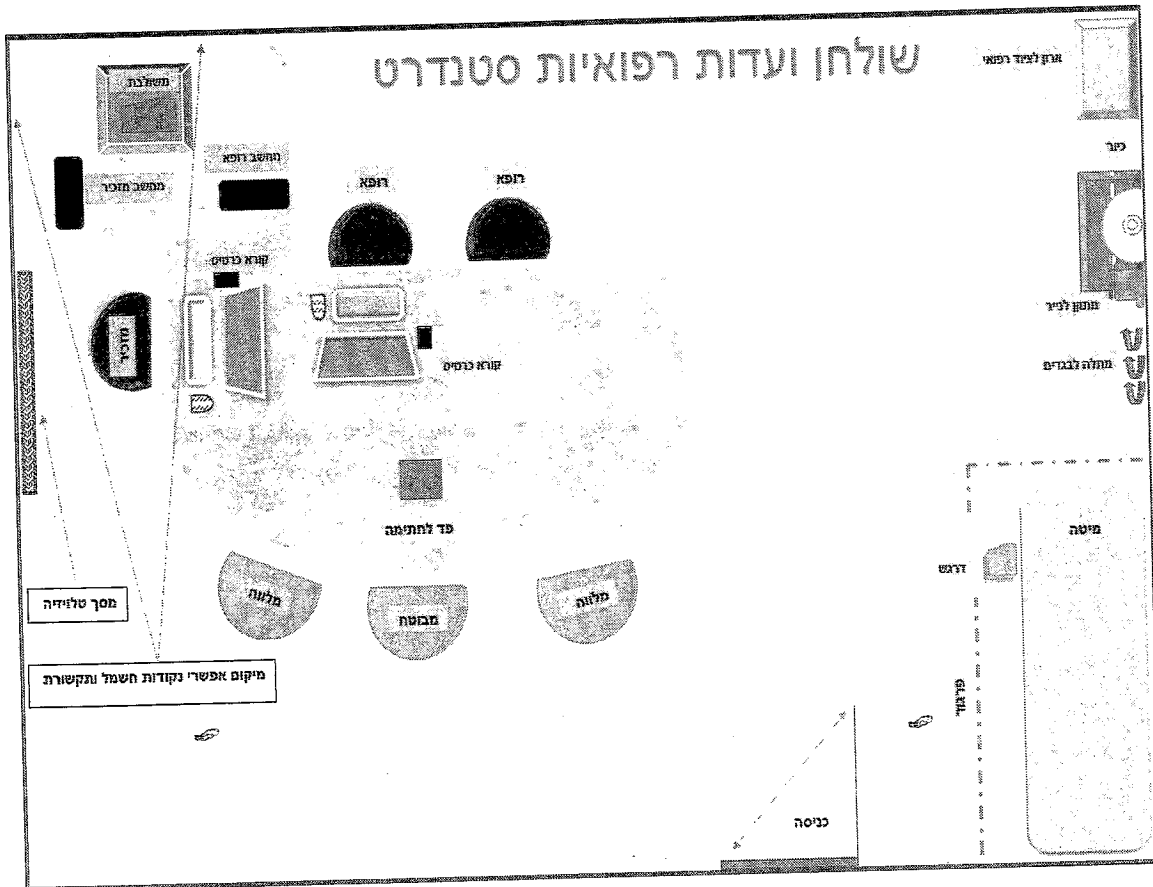 שולחן ועדות רפואיות סטנדרט
ארון לציוד רפואי
משולבת
כיור
מחשב רופא
מחשב מזכיר
רופא
רופא
קורא כרטיס
מתקן לנייר
מזכיר
קורא כרטיס
מתלה לבגדים
פד לחתימה
מיטה
דרגש
מלווה
מבוטח
מלווה
מסך טלויזיה
מיקום אפשרי נקודות חשמל ותקשורת
פרגוד
כניסה